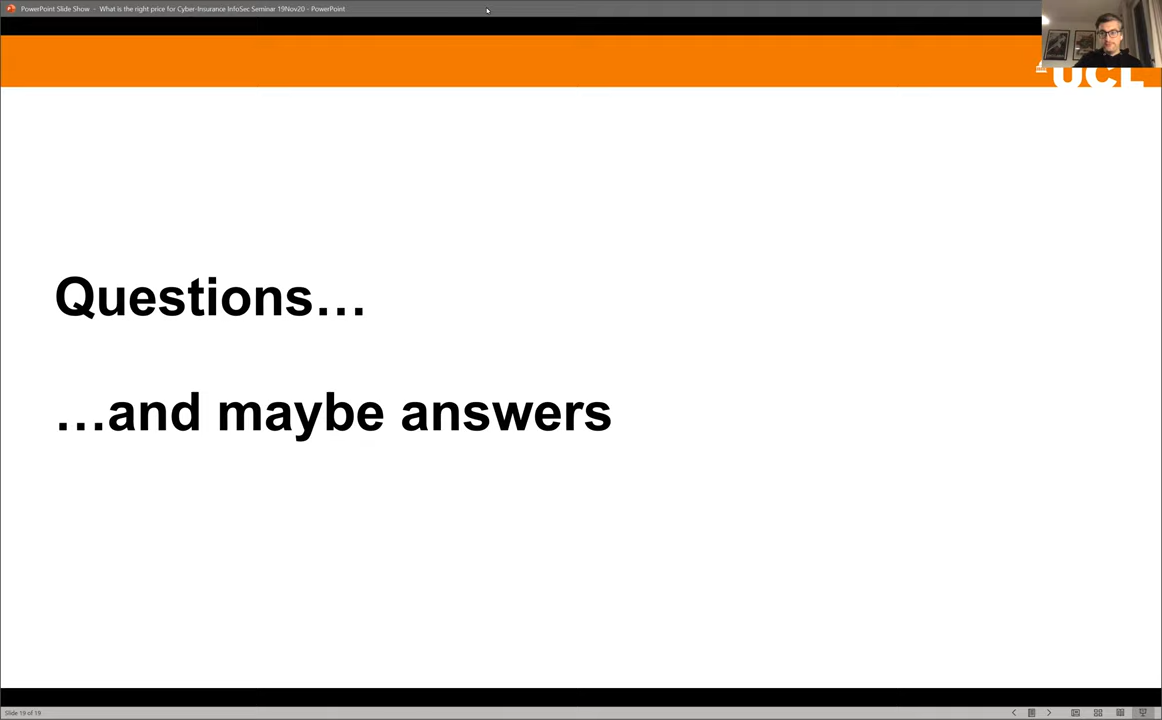 PowerPoint Slide Show - What is the right price for Cyber-Insurance InfoSec Seminar 19Nov20 - PowerPoint
UCL
Questions…
…and maybe answers
Slide 19 of 19